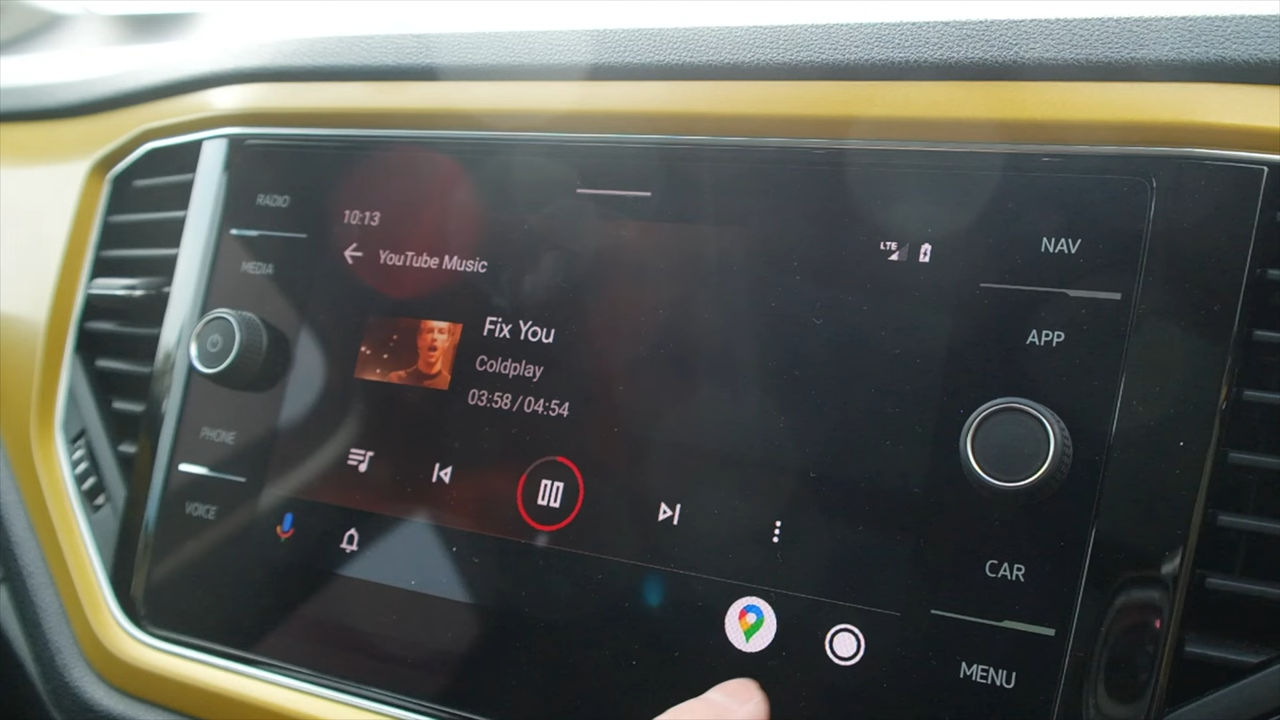 RADIO
MEDIA
PHONE
VOICE
10:13
YouTube Music
LTE
Fix You
Coldplay
03:58 / 04:54
NAV
APP
CAR
MENU